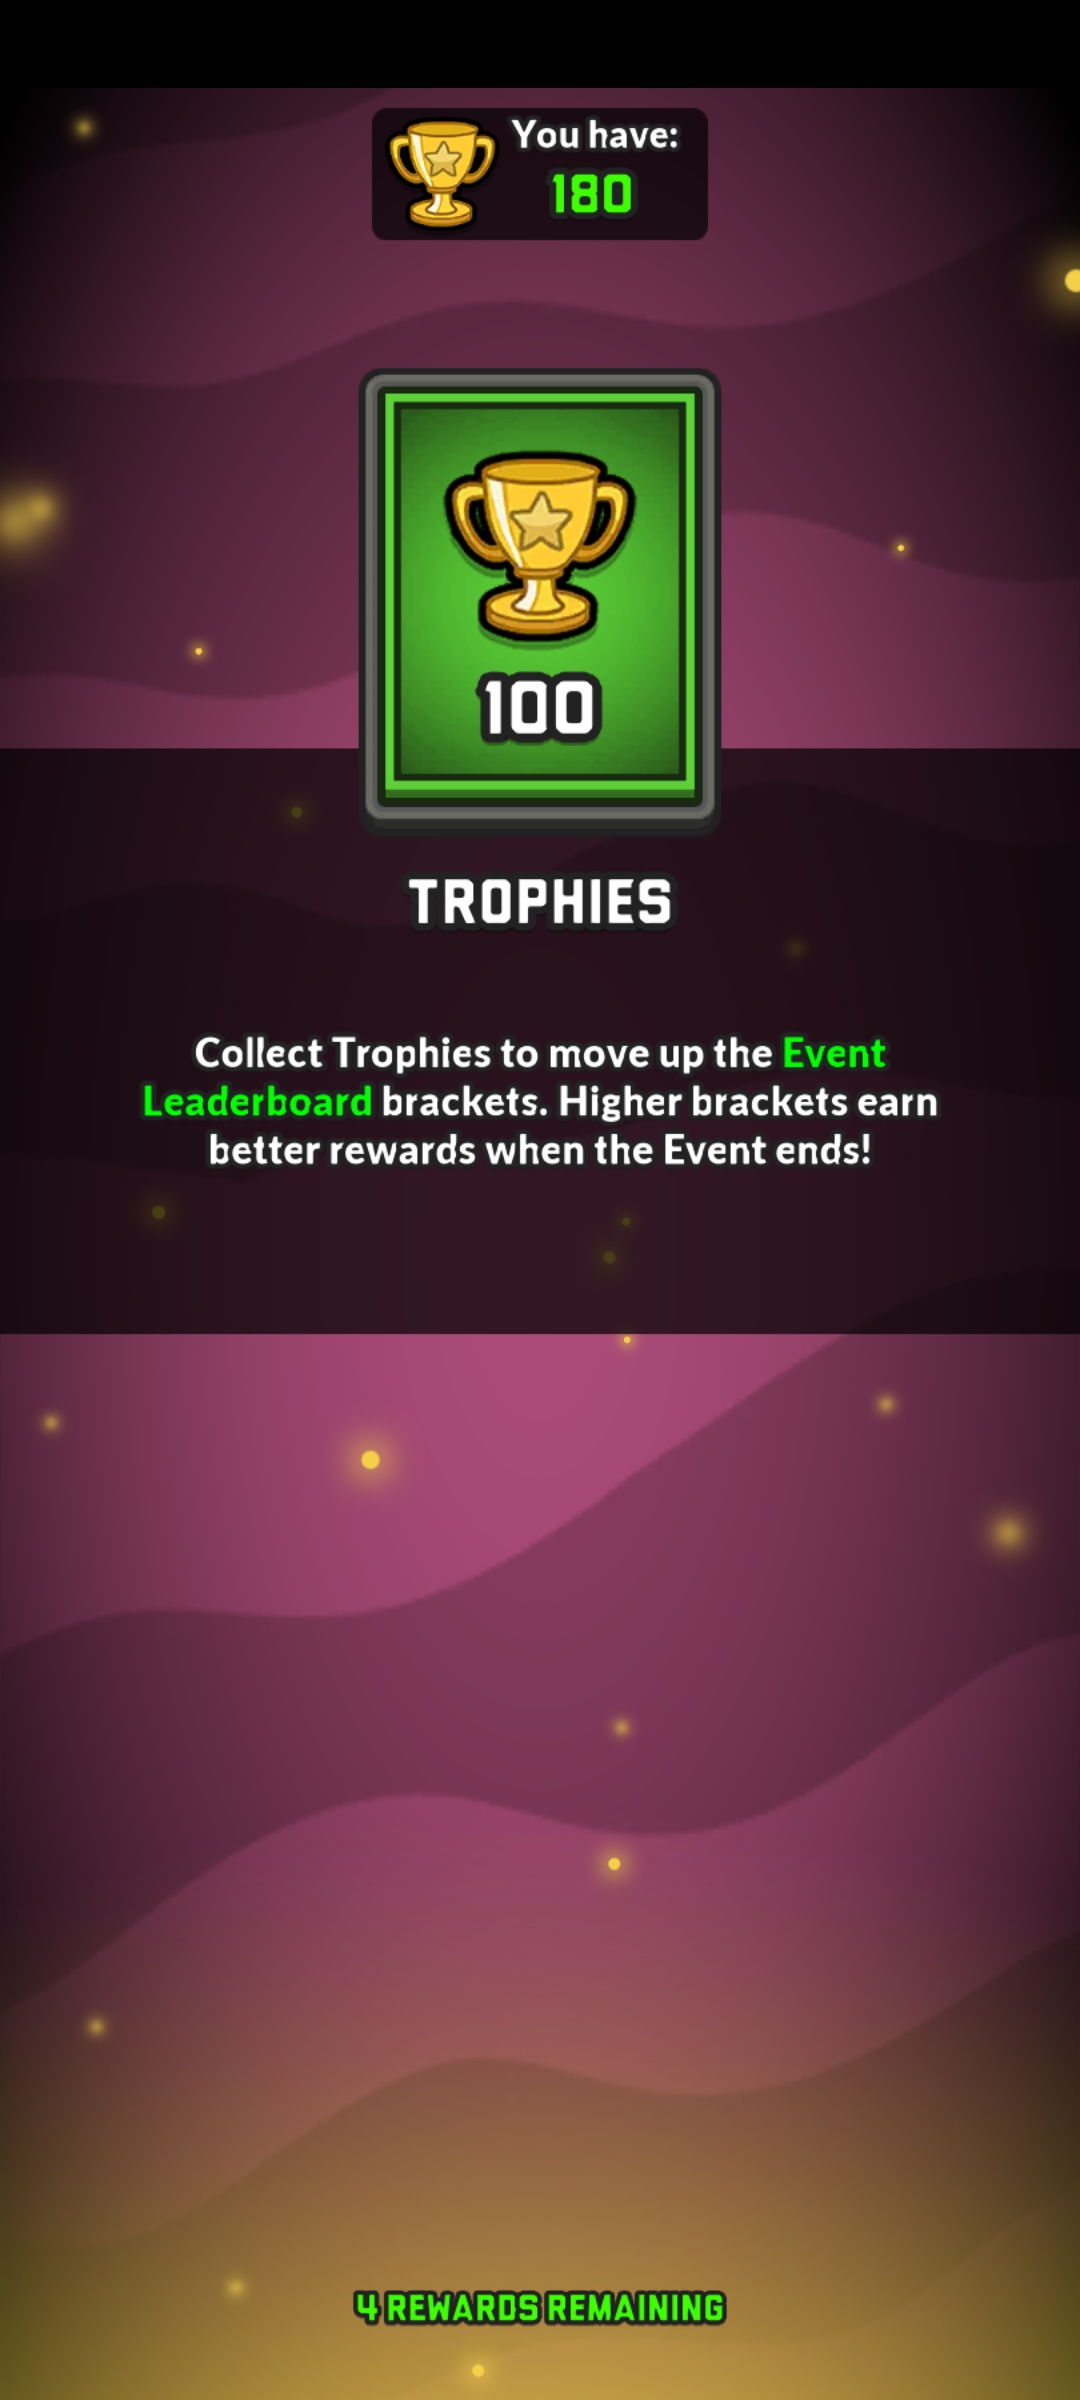 You have:
180
100
TROPHIES
Collect Trophies to move up the Event
Leaderboard brackets. Higher brackets earn
better rewards when the Event ends!
4 REWARDS REMAINING